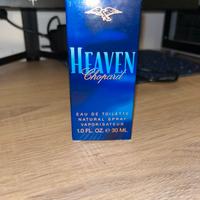 HEAVEN
Chopard
EAU DE TOILETTE
NATURAL SPRAY
VAPORISATEUR
1.0 FL. OZ. ℮ 30 ML